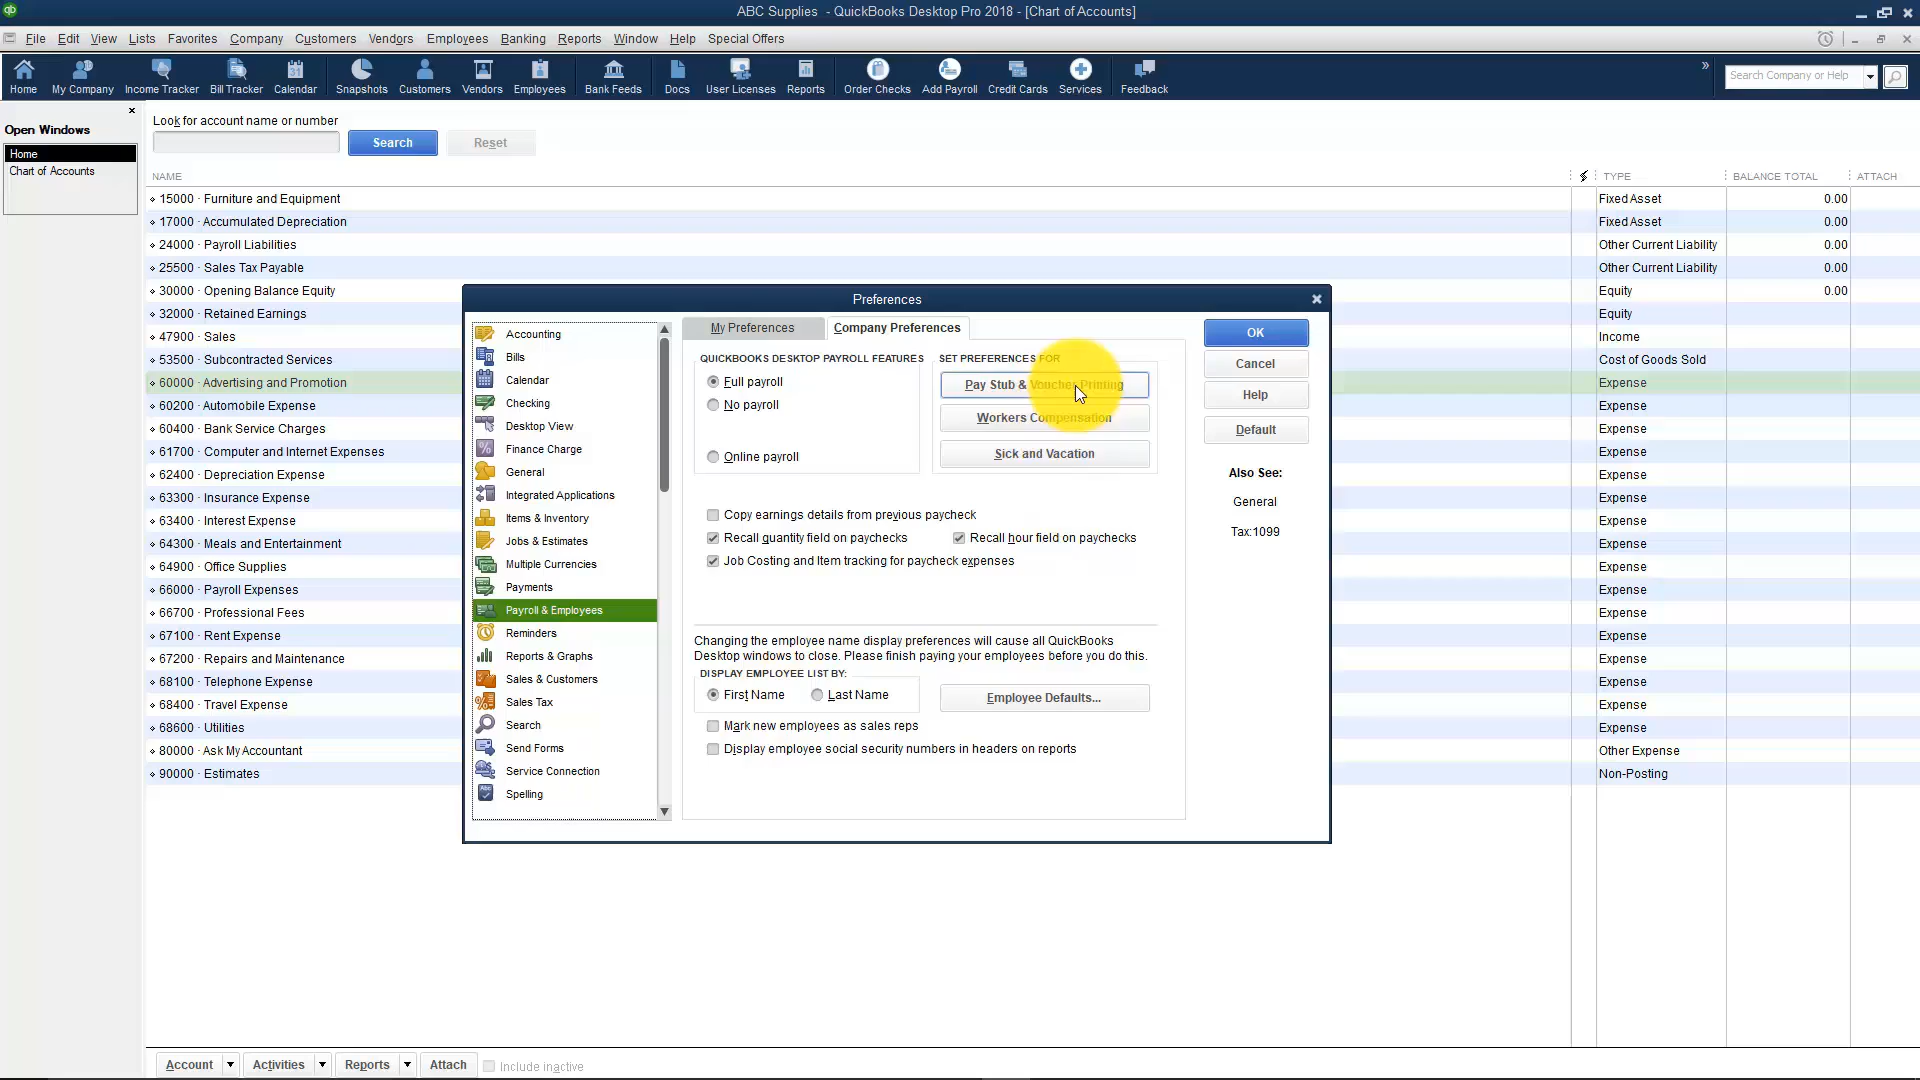 ABC Supplies - QuickBooks Desktop Pro 2018 - [Chart of Accounts]
File Edit View Lists Favorites Company Customers Vendors Employees Banking Reports Window Help Special Offers
Home My Company Income Tracker Bill Tracker Calendar Snapshots Customers Vendors Employees Bank Feeds Docs User Licenses Reports Order Checks Add Payroll Credit Cards Services Feedback
Search Company or Help
Open Windows
Home
Chart of Accounts
Look for account name or number
Search Reset
NAME TYPE BALANCE TOTAL ATTACH
15000 · Furniture and Equipment Fixed Asset 0.00
17000 · Accumulated Depreciation Fixed Asset 0.00
24000 · Payroll Liabilities Other Current Liability 0.00
25500 · Sales Tax Payable Other Current Liability 0.00
30000 · Opening Balance Equity Equity 0.00
32000 · Retained Earnings Equity
47900 · Sales Income
53500 · Subcontracted Services Cost of Goods Sold
60000 · Advertising and Promotion Expense
60200 · Automobile Expense Expense
60400 · Bank Service Charges Expense
61700 · Computer and Internet Expenses Expense
62400 · Depreciation Expense Expense
63300 · Insurance Expense Expense
63400 · Interest Expense Expense
64300 · Meals and Entertainment Expense
64900 · Office Supplies Expense
66000 · Payroll Expenses Expense
66700 · Professional Fees Expense
67100 · Rent Expense Expense
67200 · Repairs and Maintenance Expense
68100 · Telephone Expense Expense
68400 · Travel Expense Expense
68600 · Utilities Expense
80000 · Ask My Accountant Other Expense
90000 · Estimates Non-Posting
Preferences
Accounting
Bills
Calendar
Checking
Desktop View
Finance Charge
General
Integrated Applications
Items & Inventory
Jobs & Estimates
Multiple Currencies
Payments
Payroll & Employees
Reminders
Reports & Graphs
Sales & Customers
Sales Tax
Search
Send Forms
Service Connection
Spelling
My Preferences Company Preferences
QUICKBOOKS DESKTOP PAYROLL FEATURES
Full payroll
No payroll
Online payroll
SET PREFERENCES FOR
Pay Stub & Voucher Printing
Workers Compensation
Sick and Vacation
Copy earnings details from previous paycheck
Recall quantity field on paychecks Recall hour field on paychecks
Job Costing and Item tracking for paycheck expenses
Changing the employee name display preferences will cause all QuickBooks
Desktop windows to close. Please finish paying your employees before you do this.
DISPLAY EMPLOYEE LIST BY:
First Name Last Name Employee Defaults...
Mark new employees as sales reps
Display employee social security numbers in headers on reports
OK
Cancel
Help
Default
Also See:
General
Tax:1099
Account Activities Reports Attach Include inactive